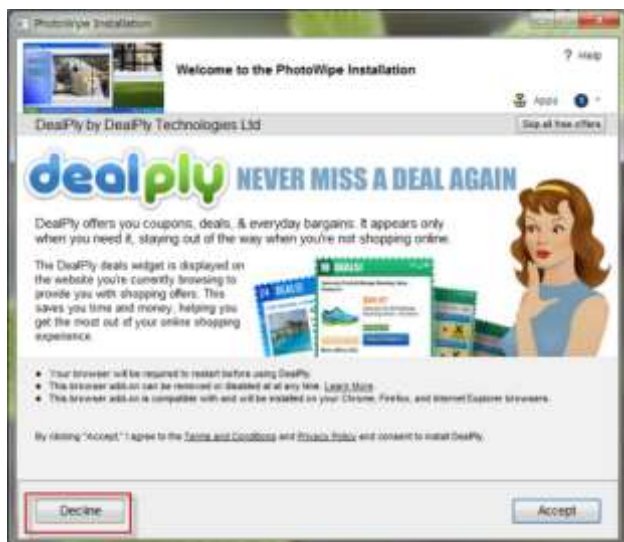 PhotoWipe Installation
Welcome to the PhotoWipe Installation
? Help
Apps
DealPly by DealPly Technologies Ltd
Skip all free offers
dealply NEVER MISS A DEAL AGAIN
DealPly offers you coupons, deals, & everyday bargains. It appears only
when you need it, staying out of the way when you're not shopping online.
The DealPly deals widget is displayed on
the website you're currently browsing to
provide you with shopping offers. This
saves you time and money, helping you
get the most out of your online shopping
experience.
DEALS!
DEALS!
Your browser will be required to restart before using DealPly.
This browser add-on can be removed or disabled at at any time. Learn More
This browser add-on is compatible with and will be installed on your Chrome, Firefox, and Internet Explorer browsers.
By clicking "Accept," I agree to the Terms and Conditions and Privacy Policy and consent to install DealPly.
Decline
Accept